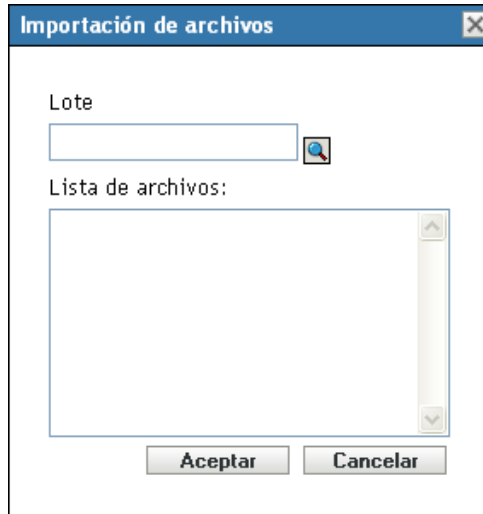 Importación de archivos
Lote
Lista de archivos:
Aceptar Cancelar